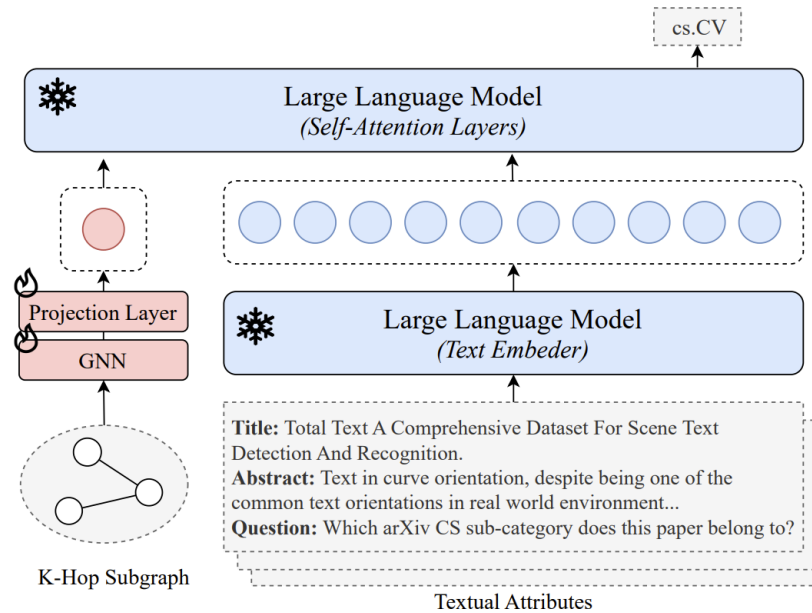 cs.CV
Large Language Model
(Self-Attention Layers)
Projection Layer
GNN
Large Language Model
(Text Embeder)
Title: Total Text A Comprehensive Dataset For Scene Text
Detection And Recognition.
Abstract: Text in curve orientation, despite being one of the
common text orientations in real world environment...
Question: Which arXiv CS sub-category does this paper belong to?
K-Hop Subgraph
Textual Attributes